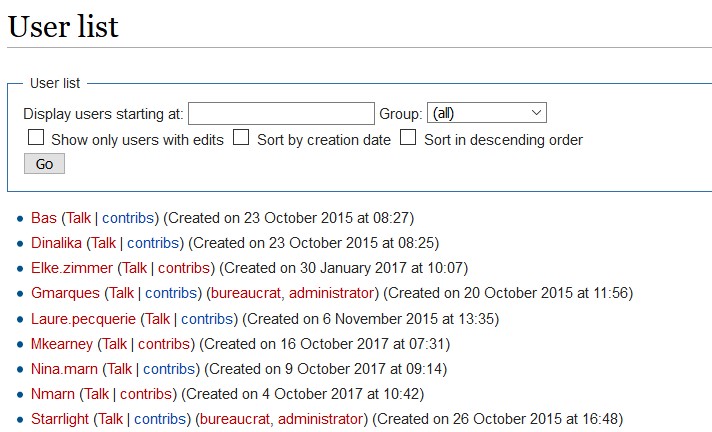 User list
User list
Display users starting at: Group: (all)
Show only users with edits Sort by creation date Sort in descending order
Go
Bas (Talk | contribs) (Created on 23 October 2015 at 08:27)
Dinalika (Talk | contribs) (Created on 23 October 2015 at 08:25)
Elke.zimmer (Talk | contribs) (Created on 30 January 2017 at 10:07)
Gmarques (Talk | contribs) (bureaucrat, administrator) (Created on 20 October 2015 at 11:56)
Laure.pecquerie (Talk | contribs) (Created on 6 November 2015 at 13:35)
Mkearney (Talk | contribs) (Created on 16 October 2017 at 07:31)
Nina.marn (Talk | contribs) (Created on 9 October 2017 at 09:14)
Nmarn (Talk | contribs) (Created on 4 October 2017 at 10:42)
Starrlight (Talk | contribs) (bureaucrat, administrator) (Created on 26 October 2015 at 16:48)